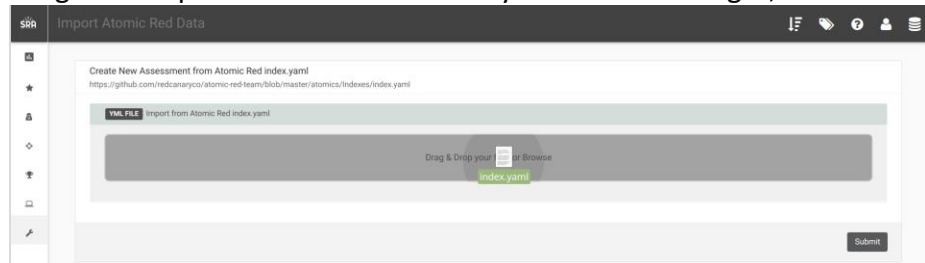 SRA
Import Atomic Red Data
Create New Assessment from Atomic Red index.yaml
https://github.com/redcanaryco/atomic-red-team/blob/master/atomics/Indexes/index.yaml
YML FILE Import from Atomic Red index.yaml
Drag & Drop your or Browse
index.yaml
Submit